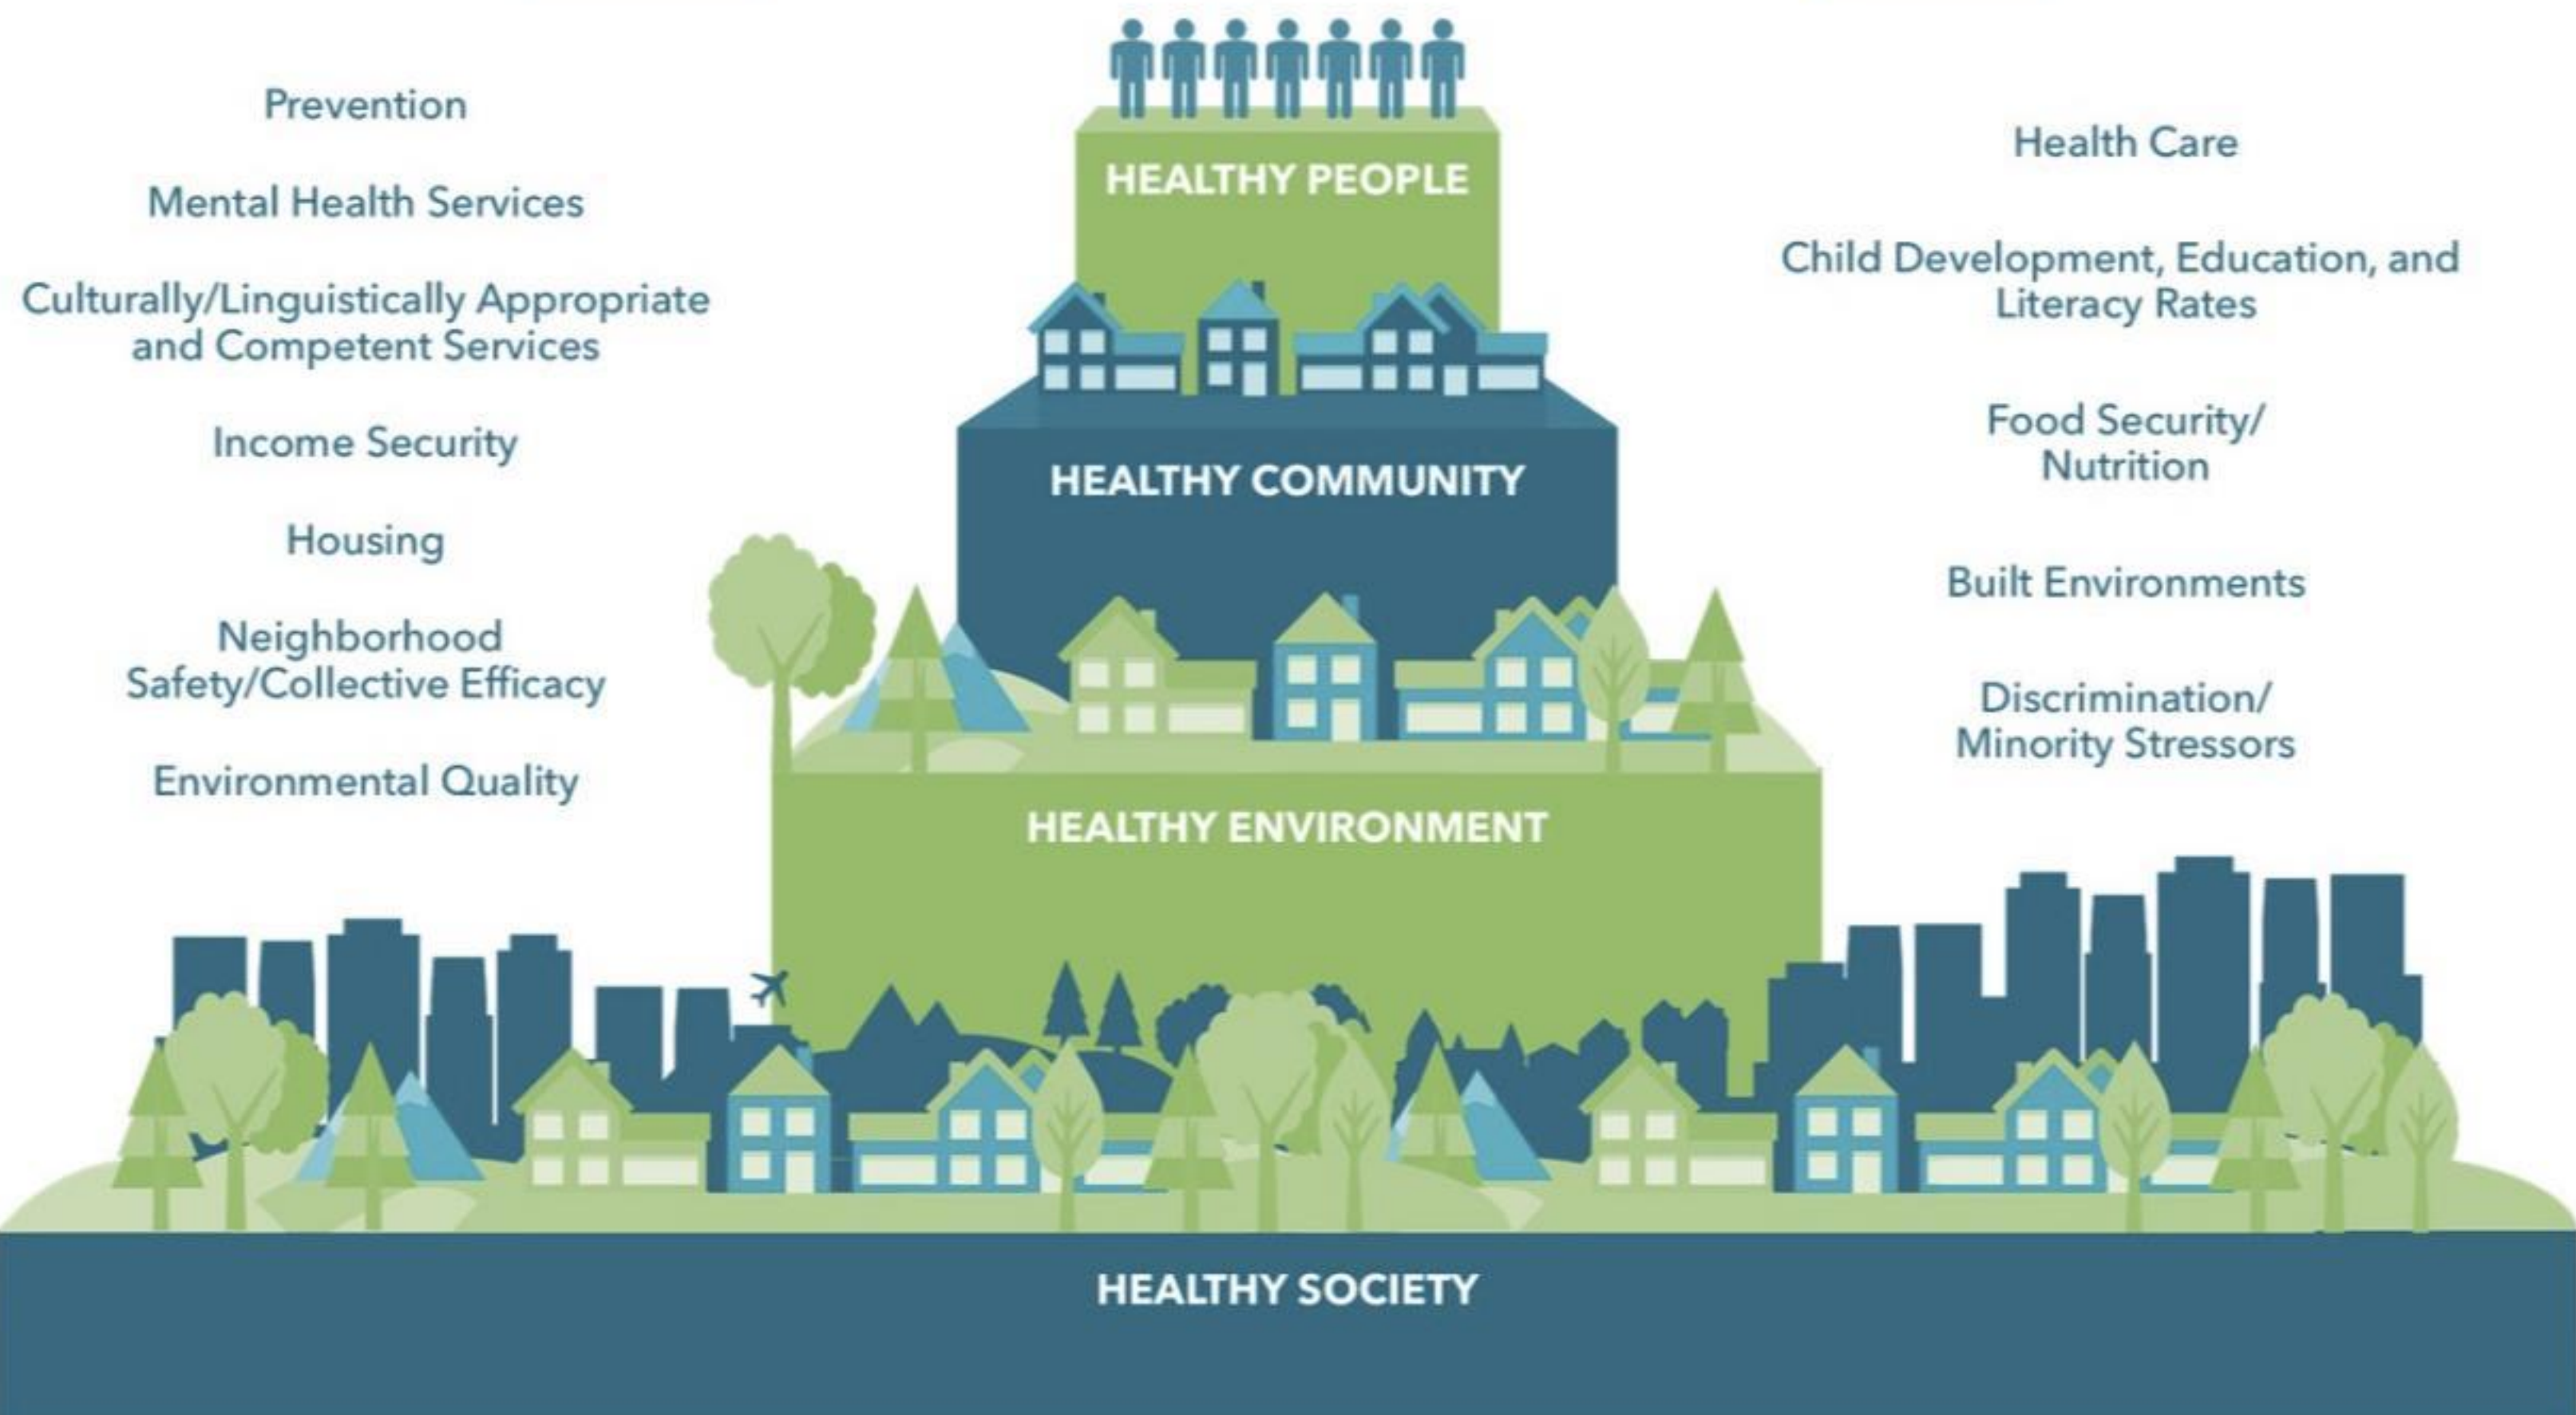 Prevention
Mental Health Services
Culturally/Linguistically Appropriate
and Competent Services
Income Security
Housing
Neighborhood
Safety/Collective Efficacy
Environmental Quality
HEALTHY PEOPLE
HEALTHY COMMUNITY
HEALTHY ENVIRONMENT
HEALTHY SOCIETY
Health Care
Child Development, Education, and
Literacy Rates
Food Security/
Nutrition
Built Environments
Discrimination/
Minority Stressors